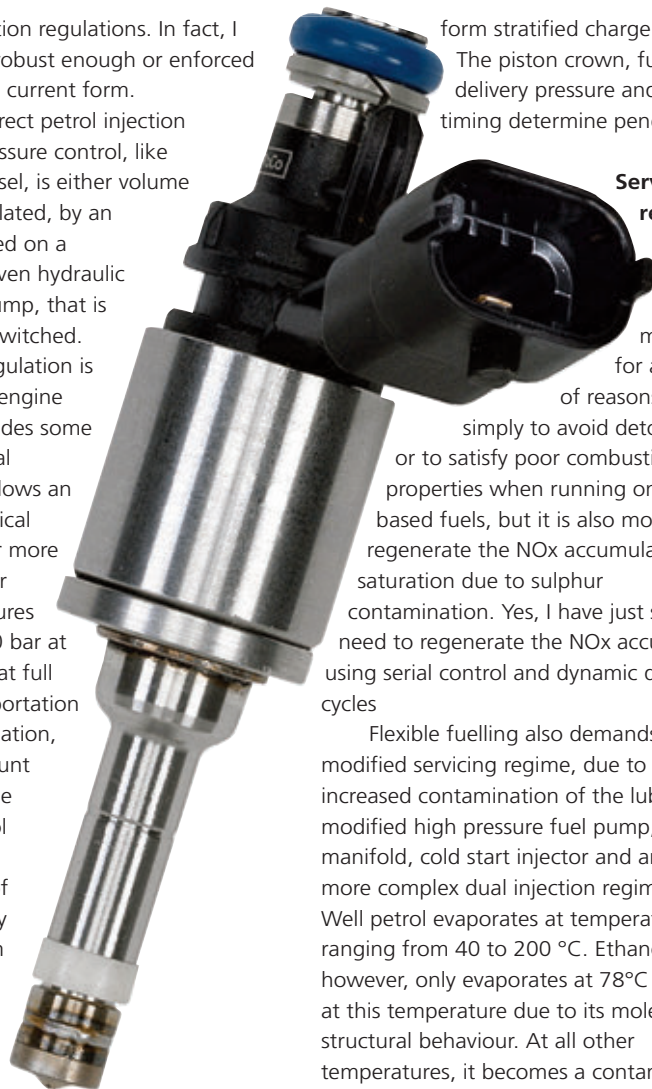 tion regulations. In fact, I
robust enough or enforced
current form.
rect petrol injection
ssure control, like
sel, is either volume
lated, by an
ed on a
ven hydraulic
ump, that is
witched.
gulation is
engine
des some
al
lows an
ical
r more
r
ures
0 bar at
at full
portation
ation,
unt
e
ol
f
y
n
form stratified charge
The piston crown, fu
delivery pressure and
timing determine pene
Serv
re
m
for a
of reasons
simply to avoid deto
or to satisfy poor combusti
properties when running on
based fuels, but it is also mo
regenerate the NOx accumula
saturation due to sulphur
contamination. Yes, I have just s
need to regenerate the NOx accu
using serial control and dynamic d
cycles
Flexible fuelling also demands
modified servicing regime, due to
increased contamination of the lub
modified high pressure fuel pump,
manifold, cold start injector and an
more complex dual injection regim
Well petrol evaporates at temperat
ranging from 40 to 200 °C. Ethano
however, only evaporates at 78°C
at this temperature due to its mole
structural behaviour. At all other
temperatures, it becomes a contam